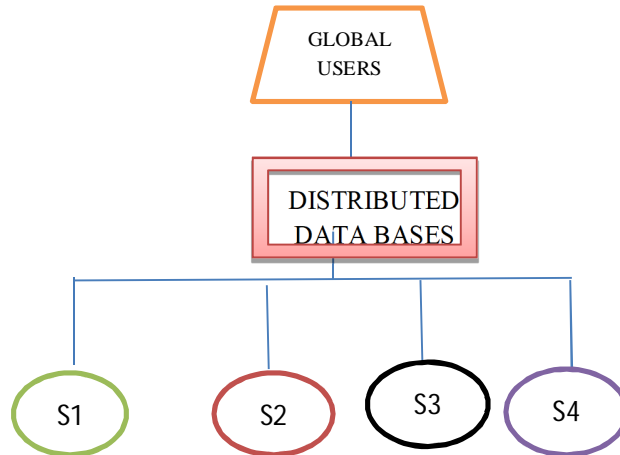 GLOBAL
USERS
DISTRIBUTED
DATA BASES
S1
S2
S3
S4